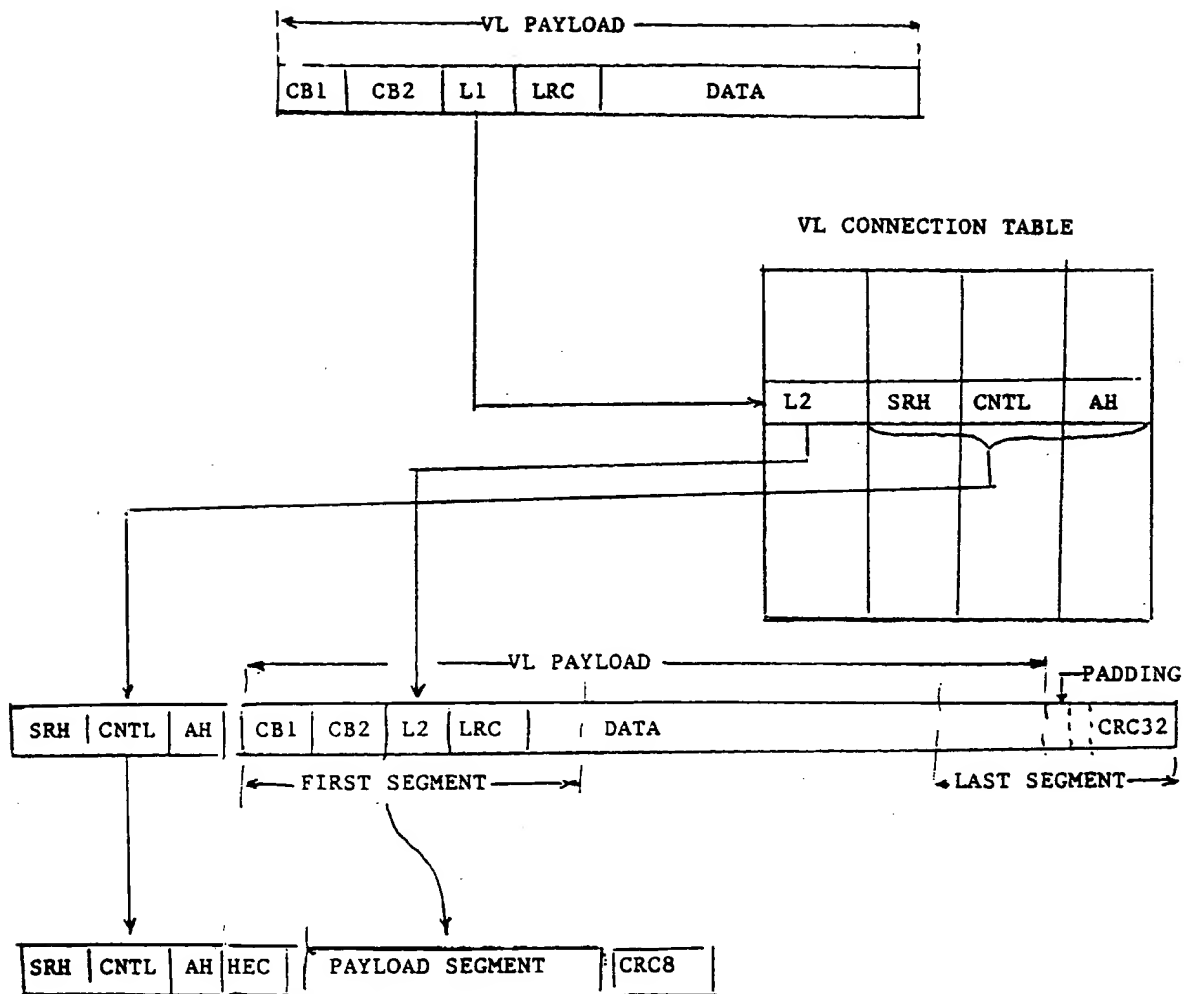 VL PAYLOAD
CB1 CB2 L1 LRC DATA
VL CONNECTION TABLE
L2 SRH CNTL AH
VL PAYLOAD
PADDING
SRH CNTL AH CB1 CB2 L2 LRC DATA CRC32
FIRST SEGMENT LAST SEGMENT
SRH CNTL AH HEC PAYLOAD SEGMENT CRC8